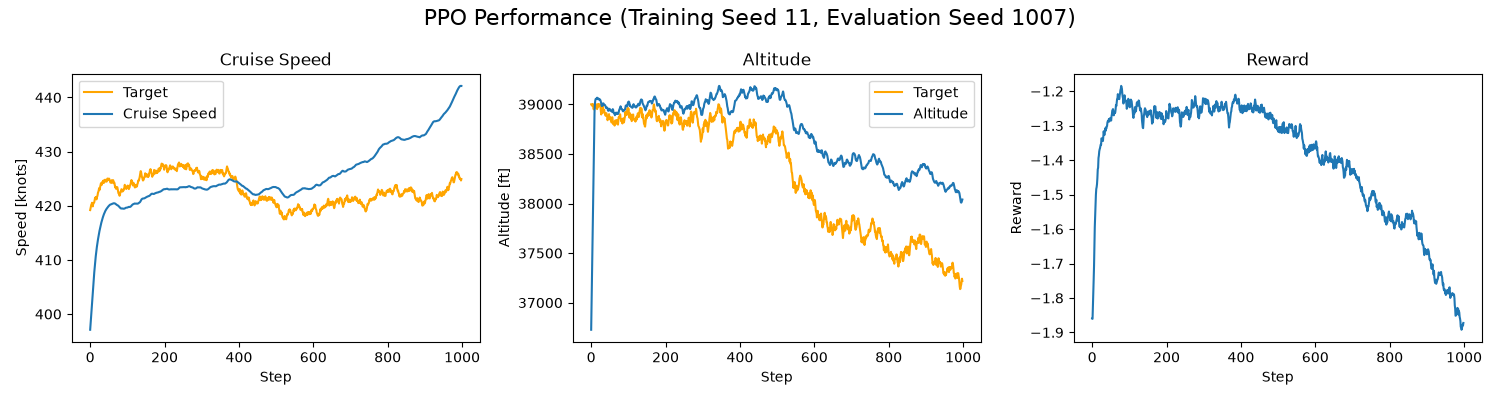 PPO Performance (Training Seed 11, Evaluation Seed 1007)
Cruise Speed
Speed [knots]
440
430
420
410
400
Target
Cruise Speed
0 200 400 600 800 1000
Step
Altitude
Altitude [ft]
39000
38500
38000
37500
37000
Target
Altitude
0 200 400 600 800 1000
Step
Reward
Reward
−1.2
−1.3
−1.4
−1.5
−1.6
−1.7
−1.8
−1.9
0 200 400 600 800 1000
Step